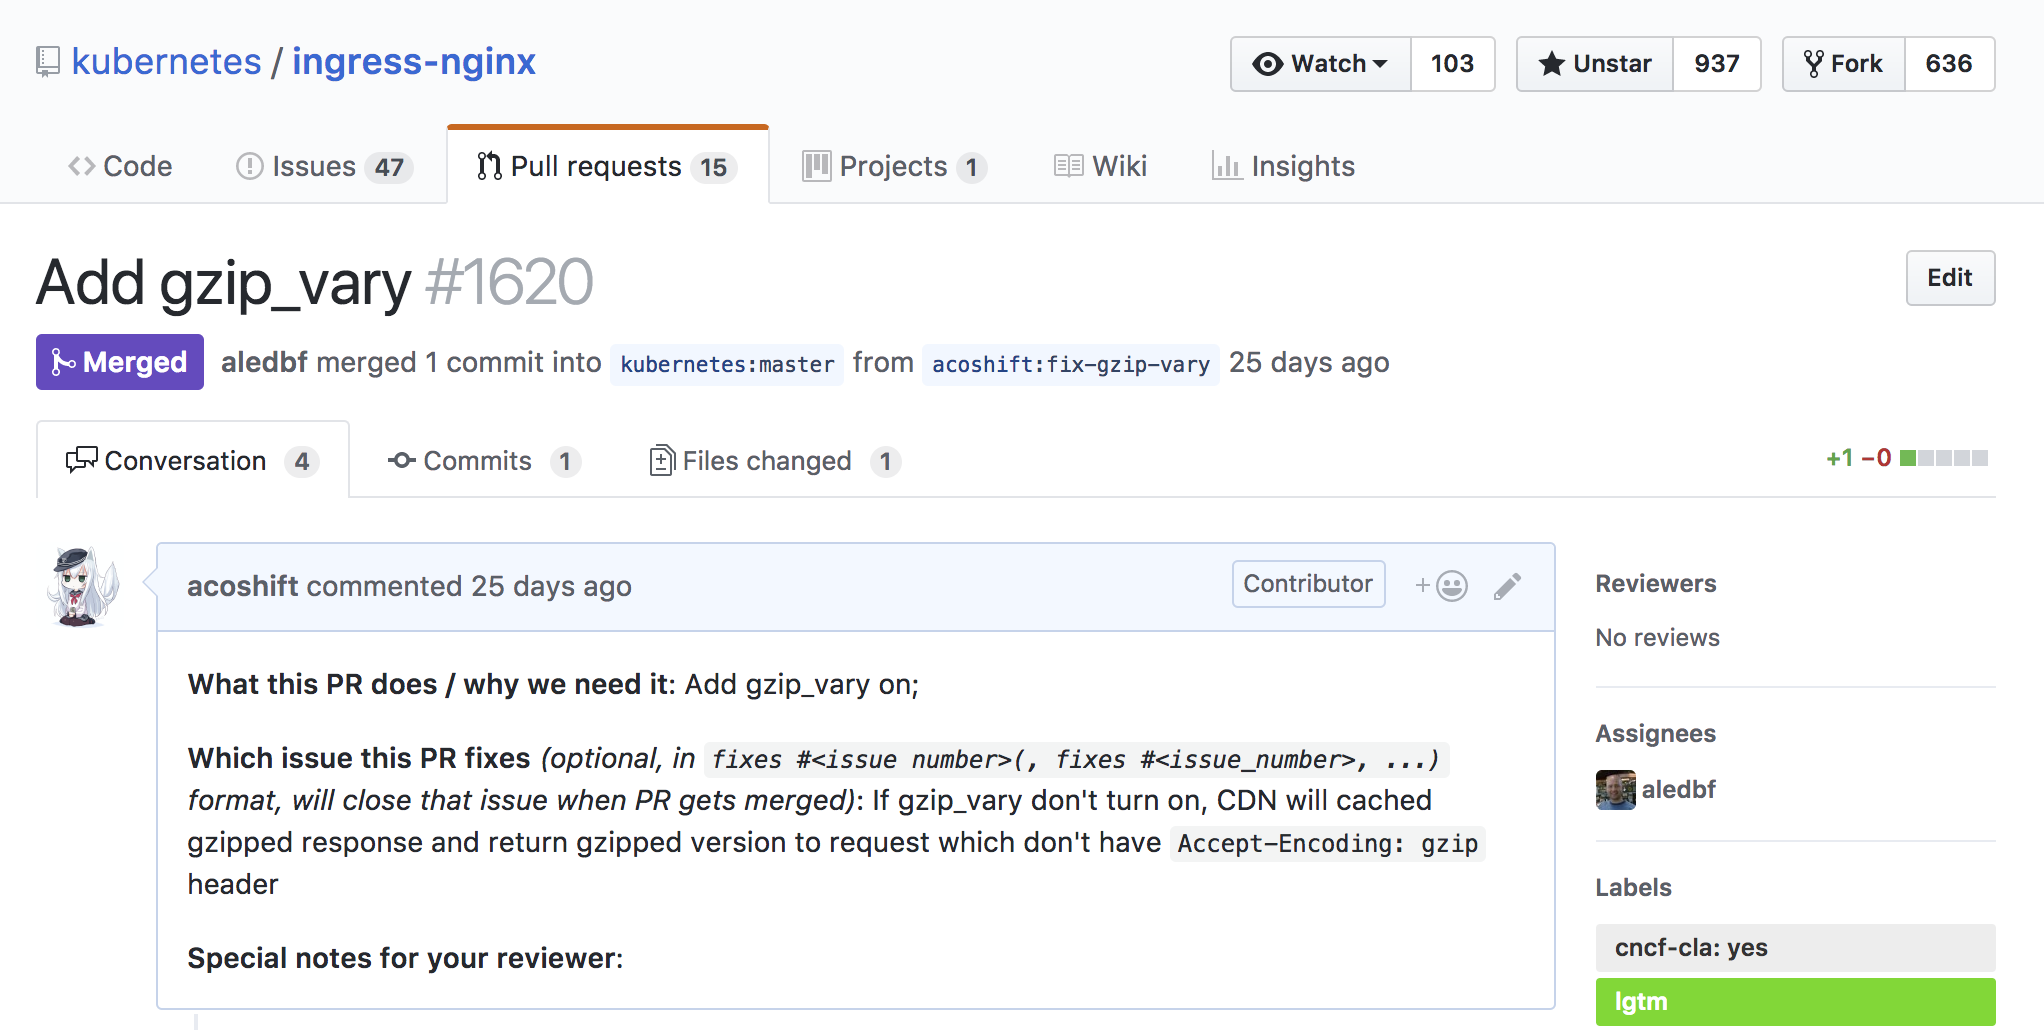 kubernetes / ingress-nginx
Watch 103
Unstar 937
Fork 636
Code
Issues 47
Pull requests 15
Projects 1
Wiki
Insights
Add gzip_vary #1620
Edit
Merged
aledbf merged 1 commit into kubernetes:master from acoshift:fix-gzip-vary 25 days ago
Conversation 4
Commits 1
Files changed 1
+1 −0
acoshift commented 25 days ago
Contributor
+
What this PR does / why we need it: Add gzip_vary on;
Which issue this PR fixes (optional, in fixes #<issue number>(, fixes #<issue_number>, ...)
format, will close that issue when PR gets merged): If gzip_vary don't turn on, CDN will cached
gzipped response and return gzipped version to request which don't have Accept-Encoding: gzip
header
Special notes for your reviewer:
Reviewers
No reviews
Assignees
aledbf
Labels
cncf-cla: yes
lgtm